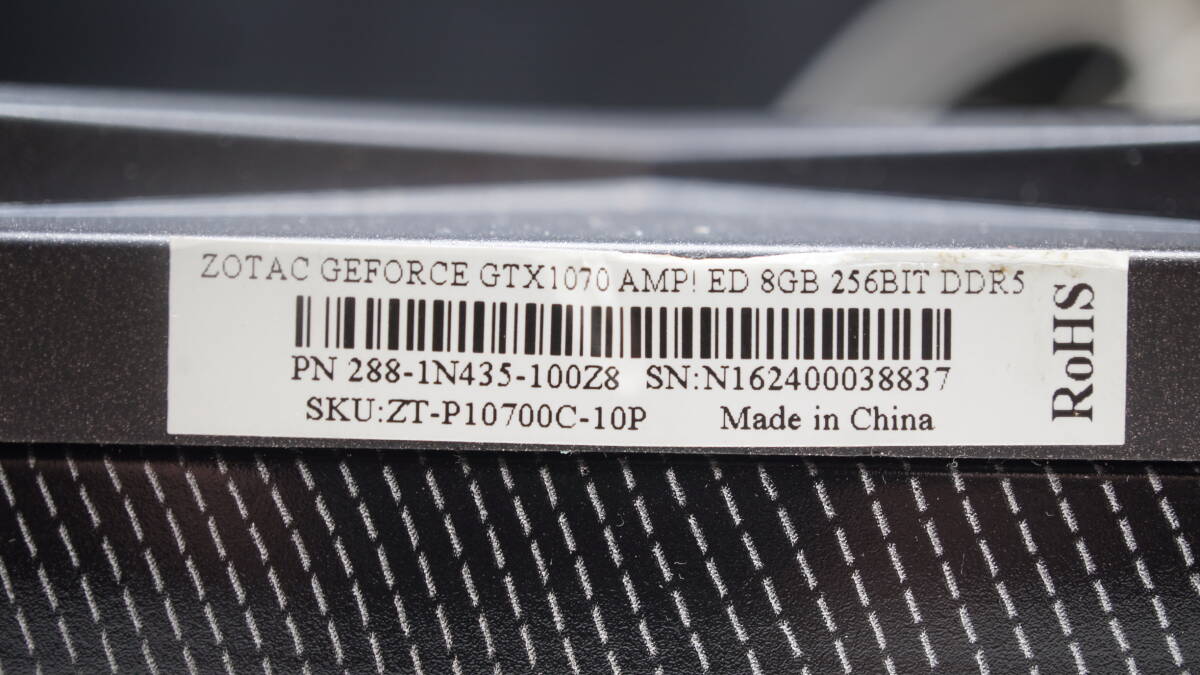 ZOTAC GEFORCE GTX1070 AMP! ED 8GB 256BIT DDR5
PN 288-1N435-100Z8 SN:N162400038837
SKU:ZT-P10700C-10P Made in China
RoHS